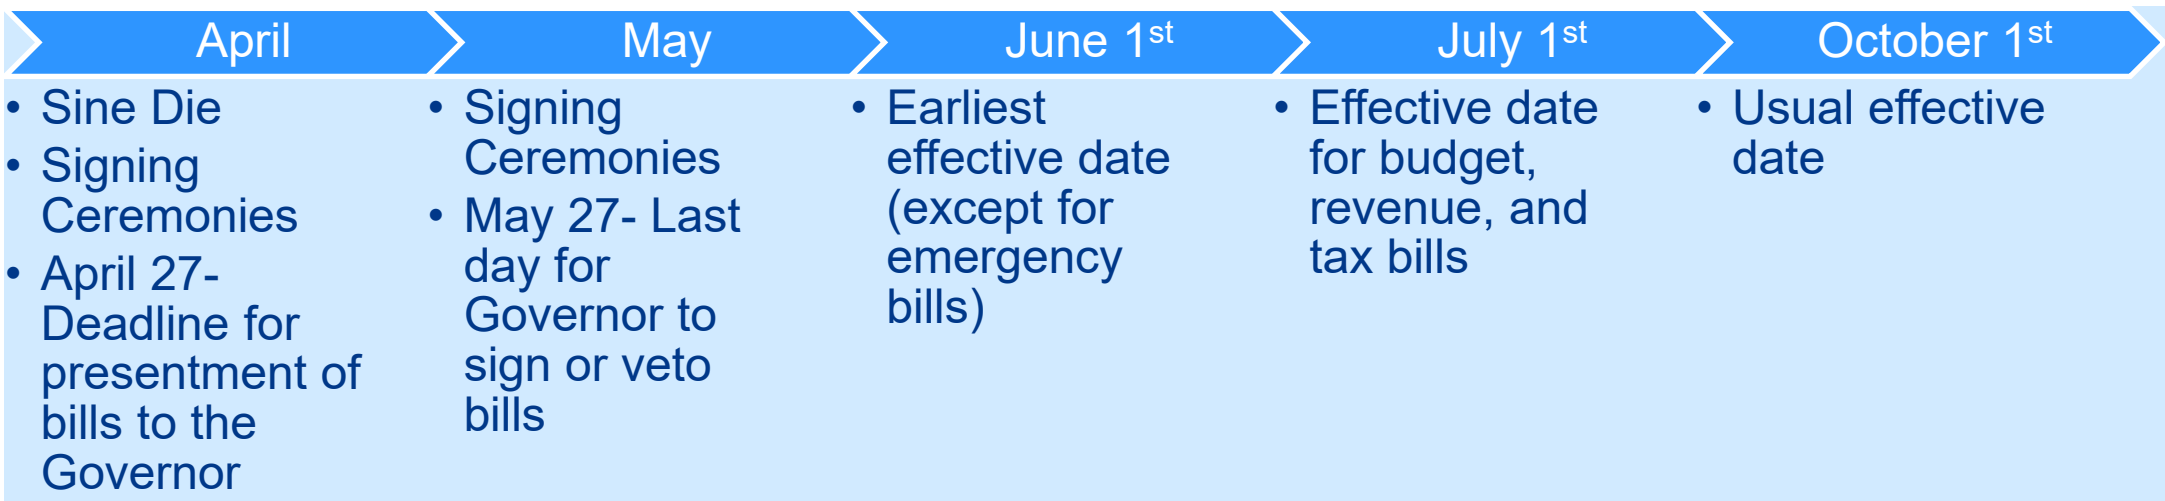 April
May
June 1st
July 1st
October 1st
• Sine Die
• Signing
Ceremonies
• April 27-
Deadline for
presentment of
bills to the
Governor
• Signing
Ceremonies
• May 27- Last
day for
Governor to
sign or veto
bills
• Earliest
effective date
(except for
emergency
bills)
• Effective date
for budget,
revenue, and
tax bills
• Usual effective
date